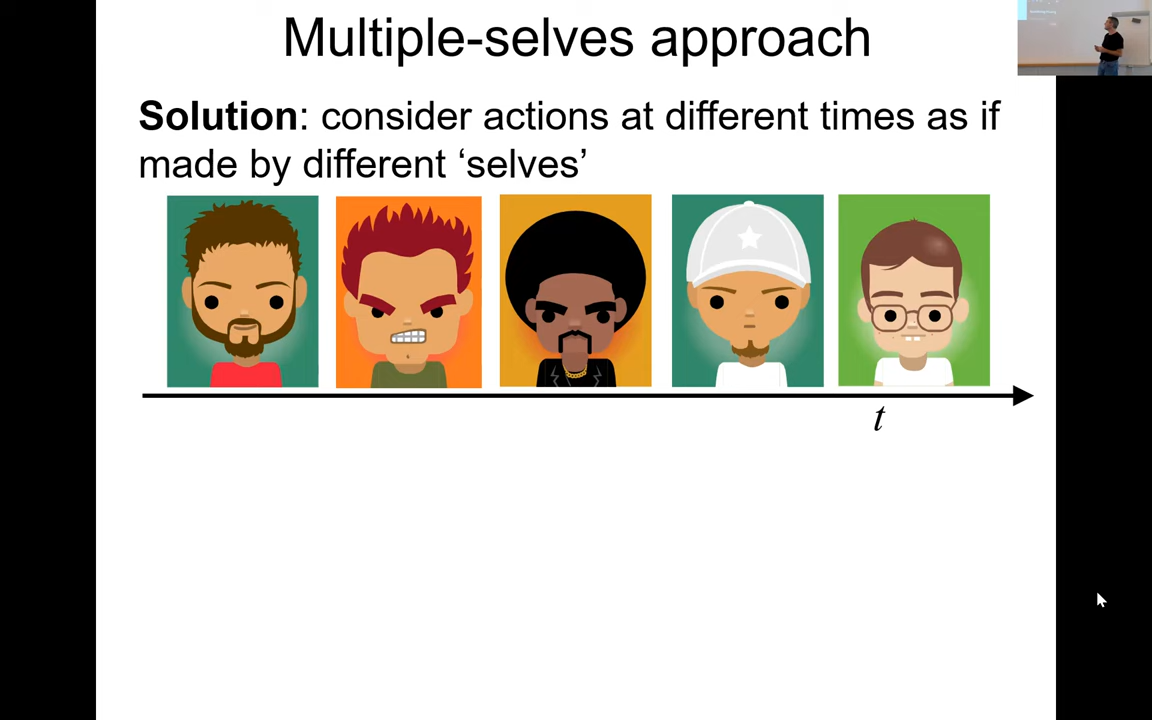 Multiple-selves approach
Solution: consider actions at different times as if
made by different ‘selves’
t